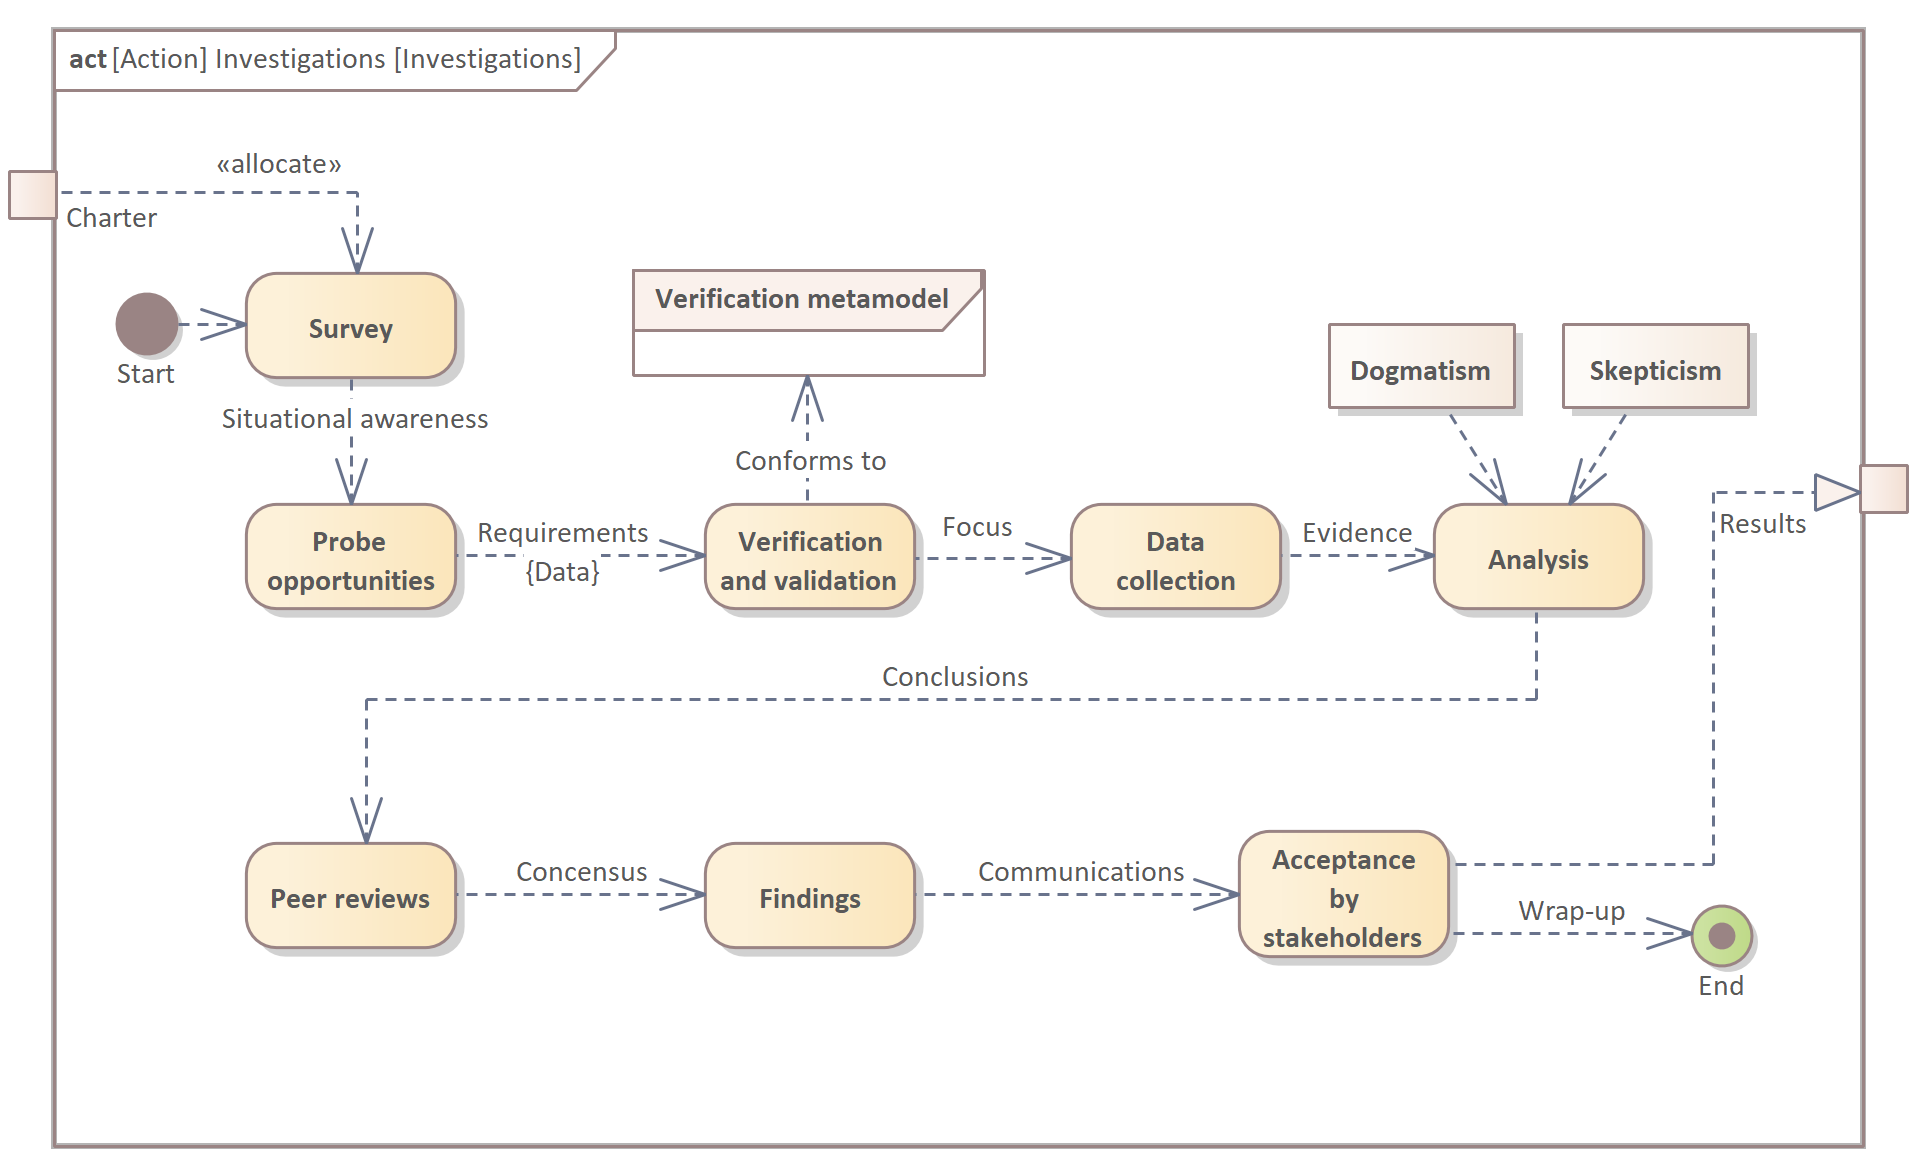 act [Action] Investigations [Investigations]
«allocate»
Charter
Start
Survey
Verification metamodel
Dogmatism
Skepticism
Situational awareness
Conforms to
Probe
opportunities
Requirements
{Data}
Verification
and validation
Focus
Data
collection
Evidence
Analysis
Results
Conclusions
Peer reviews
Concensus
Findings
Communications
Acceptance
by
stakeholders
Wrap-up
End